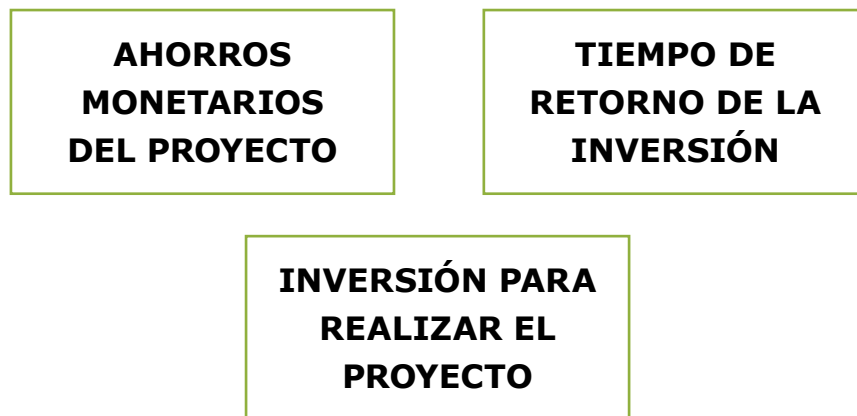 AHORROS
MONETARIOS
DEL PROYECTO
TIEMPO DE
RETORNO DE LA
INVERSIÓN
INVERSIÓN PARA
REALIZAR EL
PROYECTO